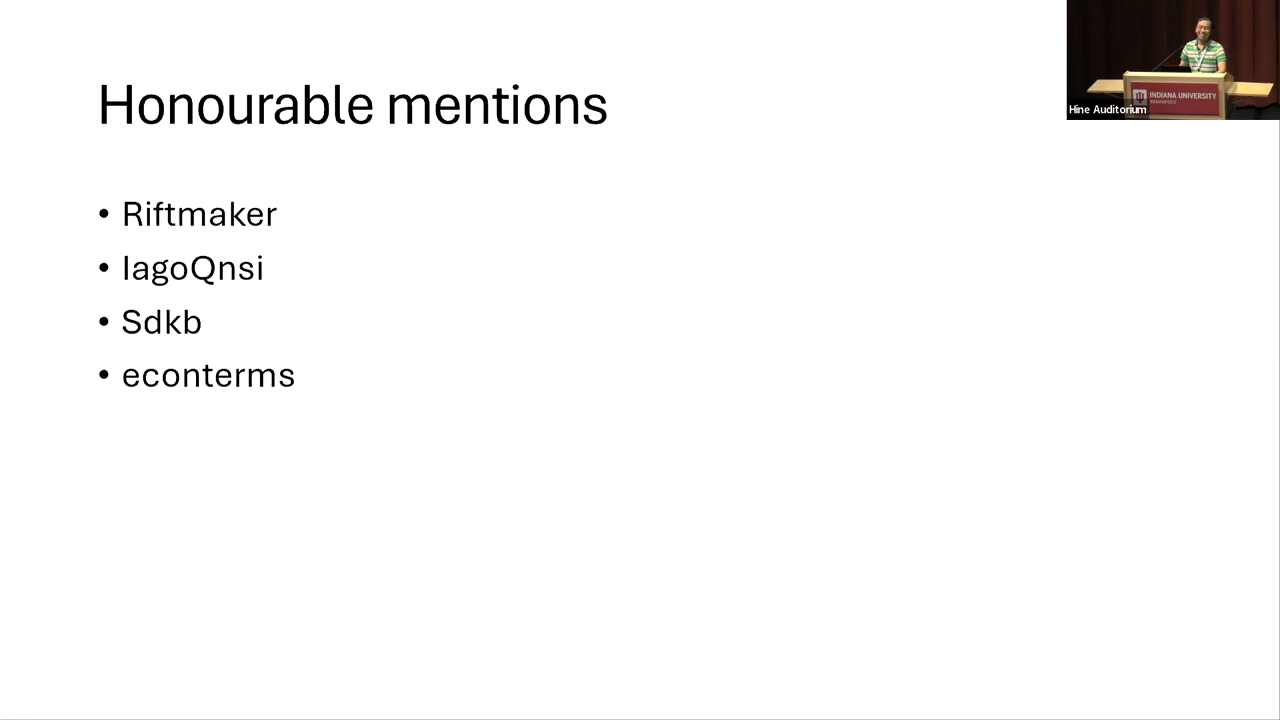 Honourable mentions
• Riftmaker
• IagoQnsi
• Sdkb
• econterms
INDIANA UNIVERSITY
INDIANAPOLIS
Hine Auditorium